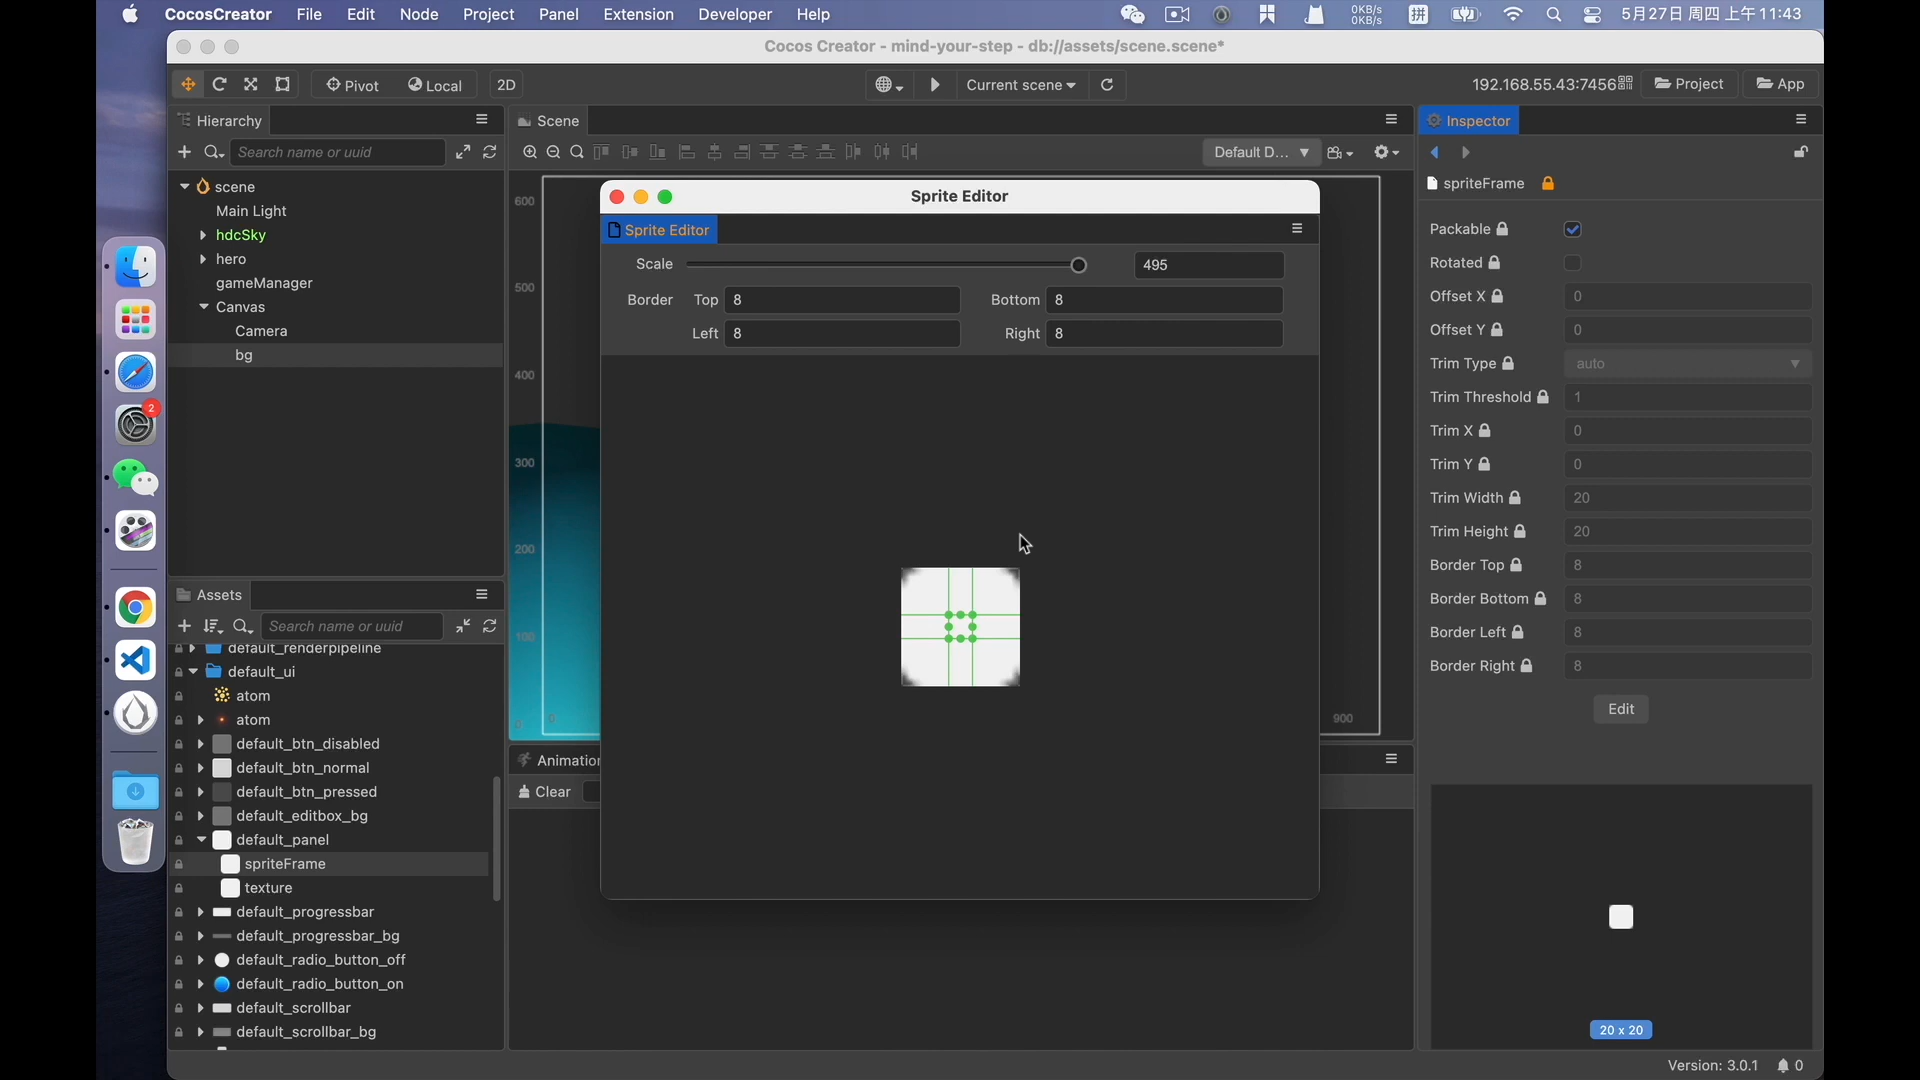 CocosCreator File Edit Node Project Panel Extension Developer Help
0KB/s
0KB/s
拼
5月27日 周四 上午 11:43
Cocos Creator - mind-your-step - db://assets/scene.scene*
Pivot Local 2D
Current scene
192.168.55.43:7456
Project App
Hierarchy
Search name or uuid
scene
Main Light
hdcSky
hero
gameManager
Canvas
Camera
bg
2
Assets
Search name or uuid
default_renderpipeline
default_ui
atom
atom
default_btn_disabled
default_btn_normal
default_btn_pressed
default_editbox_bg
default_panel
spriteFrame
texture
default_progressbar
default_progressbar_bg
default_radio_button_off
default_radio_button_on
default_scrollbar
default_scrollbar_bg
Scene
Default D...
600
500
400
300
200
100
0
0
900
Sprite Editor
Sprite Editor
Scale 495
Border Top 8 Bottom 8
Left 8 Right 8
Animation
Clear
Inspector
spriteFrame
Packable
Rotated
Offset X 0
Offset Y 0
Trim Type auto
Trim Threshold 1
Trim X 0
Trim Y 0
Trim Width 20
Trim Height 20
Border Top 8
Border Bottom 8
Border Left 8
Border Right 8
Edit
20 x 20
Version: 3.0.1 0